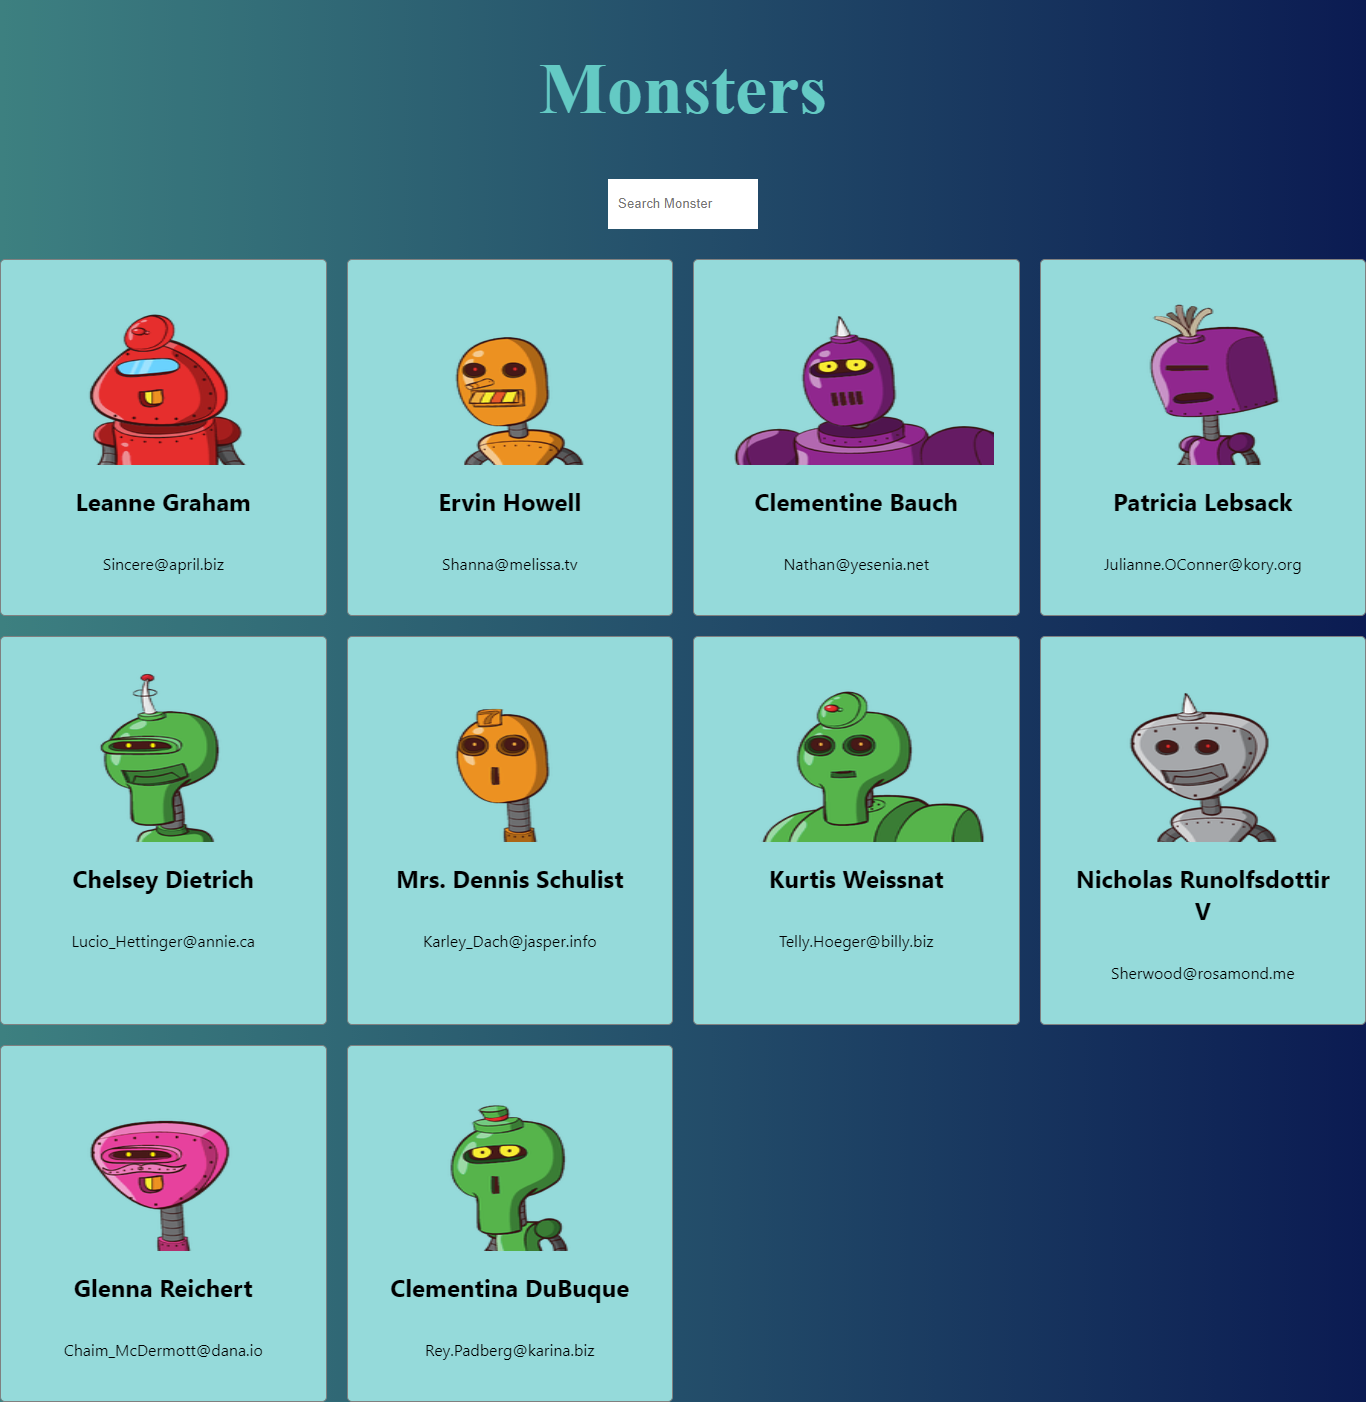 Monsters
Search Monster
Leanne Graham
Sincere@april.biz
Ervin Howell
Shanna@melissa.tv
Clementine Bauch
Nathan@yesenia.net
Patricia Lebsack
Julianne.OConner@kory.org
Chelsey Dietrich
Lucio_Hettinger@annie.ca
Mrs. Dennis Schulist
Karley_Dach@jasper.info
Kurtis Weissnat
Telly.Hoeger@billy.biz
Nicholas Runolfsdottir
V
Sherwood@rosamond.me
Glenna Reichert
Chaim_McDermott@dana.io
Clementina DuBuque
Rey.Padberg@karina.biz